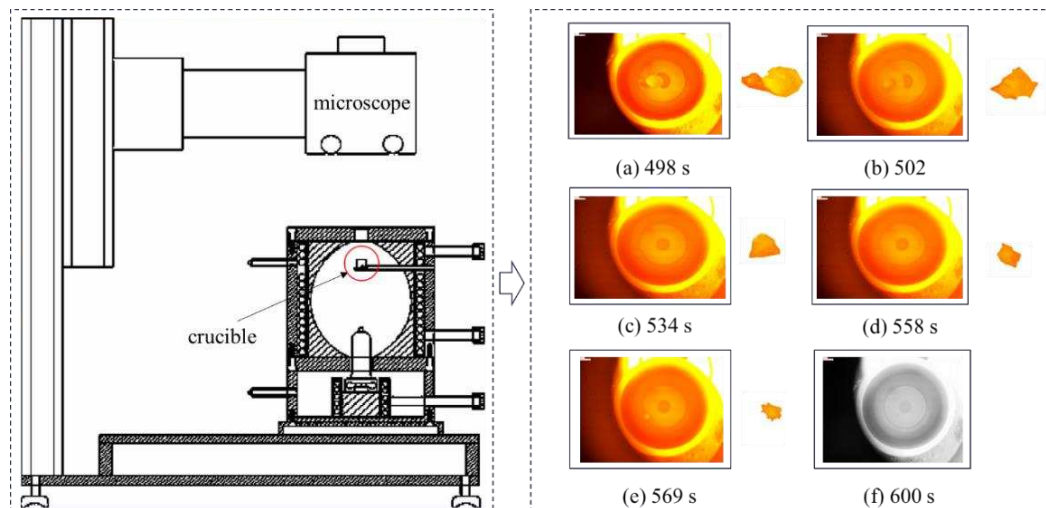 microscope
crucible
(a) 498 s
(b) 502
(c) 534 s
(d) 558 s
(e) 569 s
(f) 600 s